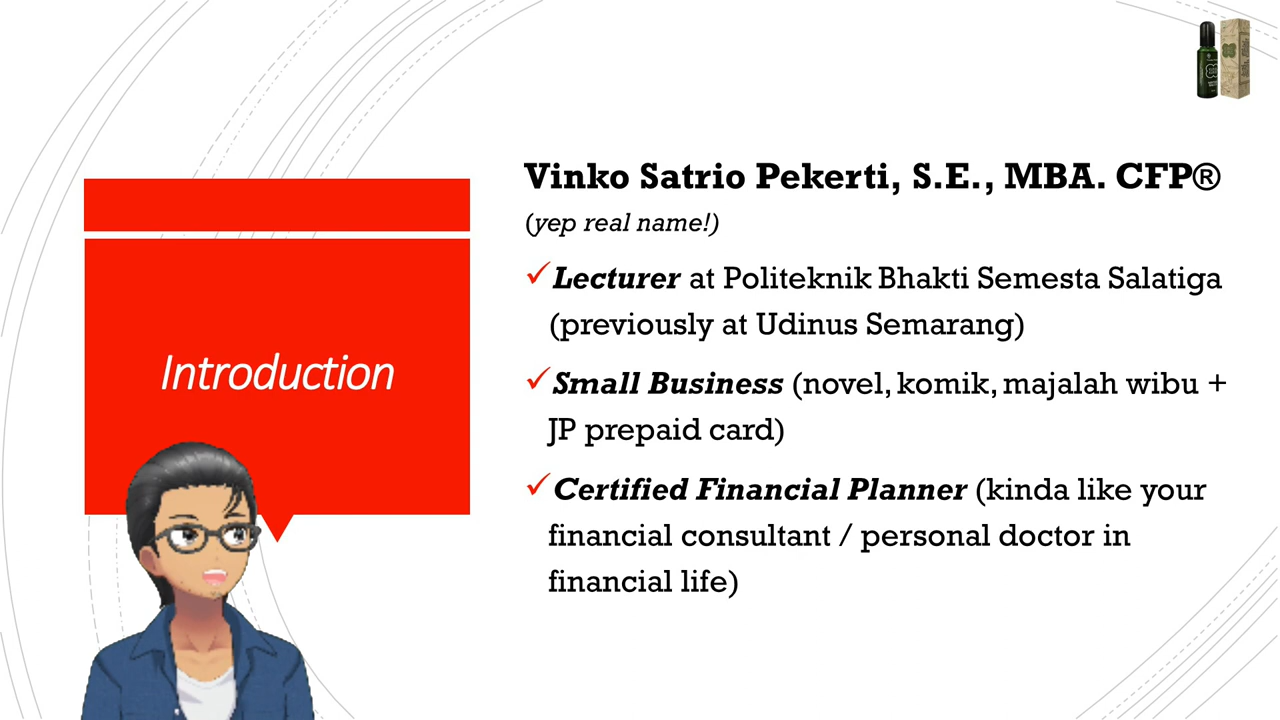 Vinko Satrio Pekerti, S.E., MBA. CFP®
(yep real name!)
✓Lecturer at Politeknik Bhakti Semesta Salatiga
(previously at Udinus Semarang)
Introduction
✓Small Business (novel, komik, majalah wibu +
JP prepaid card)
✓Certified Financial Planner (kinda like your
financial consultant / personal doctor in
financial life)